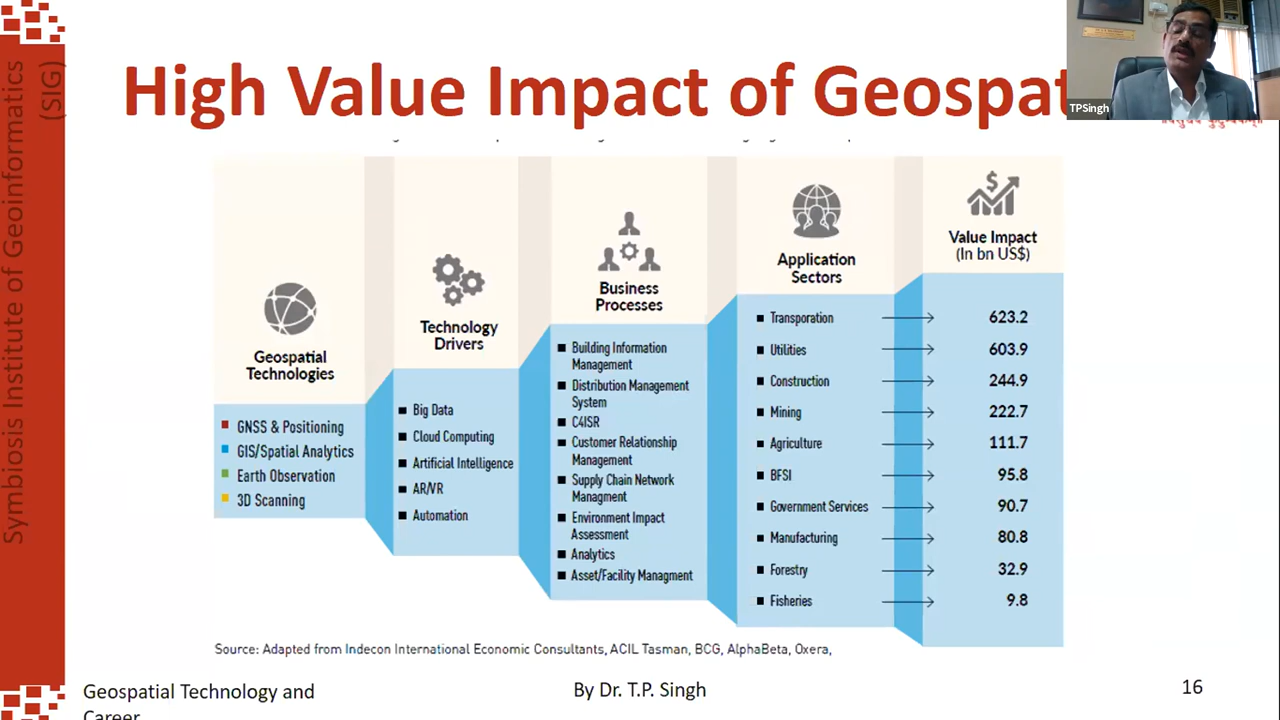 Symbiosis Institute of Geoinformatics
(SIG)
High Value Impact of Geospat
TPSingh
Geospatial
Technologies
GNSS & Positioning
GIS/Spatial Analytics
Earth Observation
3D Scanning
Technology
Drivers
Big Data
Cloud Computing
Artificial Intelligence
AR/VR
Automation
Business
Processes
Building Information
Management
Distribution Management
System
C4ISR
Customer Relationship
Management
Supply Chain Network
Managment
Environment Impact
Assessment
Analytics
Asset/Facility Managment
Application
Sectors
Value Impact
(In bn US$)
Transporation 623.2
Utilities 603.9
Construction 244.9
Mining 222.7
Agriculture 111.7
BFSI 95.8
Government Services 90.7
Manufacturing 80.8
Forestry 32.9
Fisheries 9.8
Source: Adapted from Indecon International Economic Consultants, ACIL Tasman, BCG, AlphaBeta, Oxera,
Geospatial Technology and
Career
By Dr. T.P. Singh
16